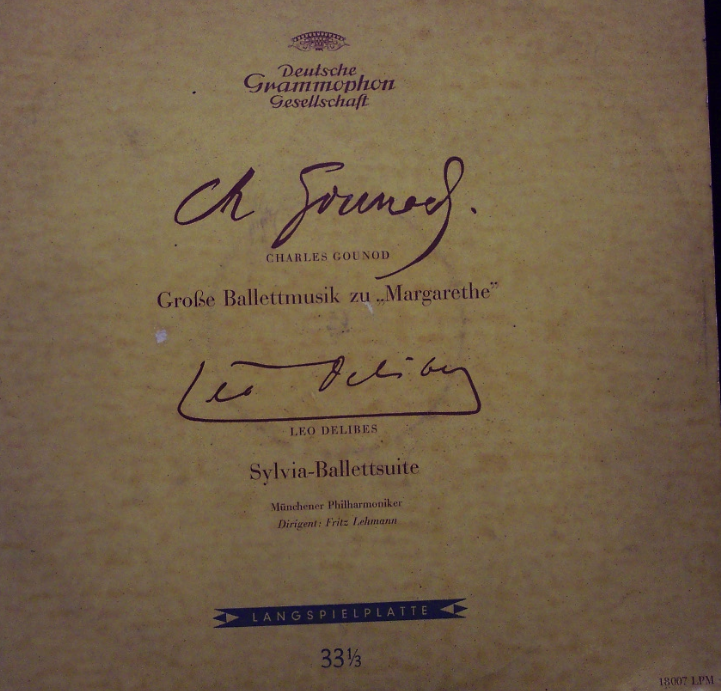 Deutsche
Grammophon
Gesellschaft
Ch Gounod.
CHARLES GOUNOD
Große Ballettmusik zu „Margarethe”
Léo Delibes
LEO DELIBES
Sylvia-Ballettsuite
Münchener Philharmoniker
Dirigent: Fritz Lehmann
LANGSPIELPLATTE
33⅓
18007 LPM